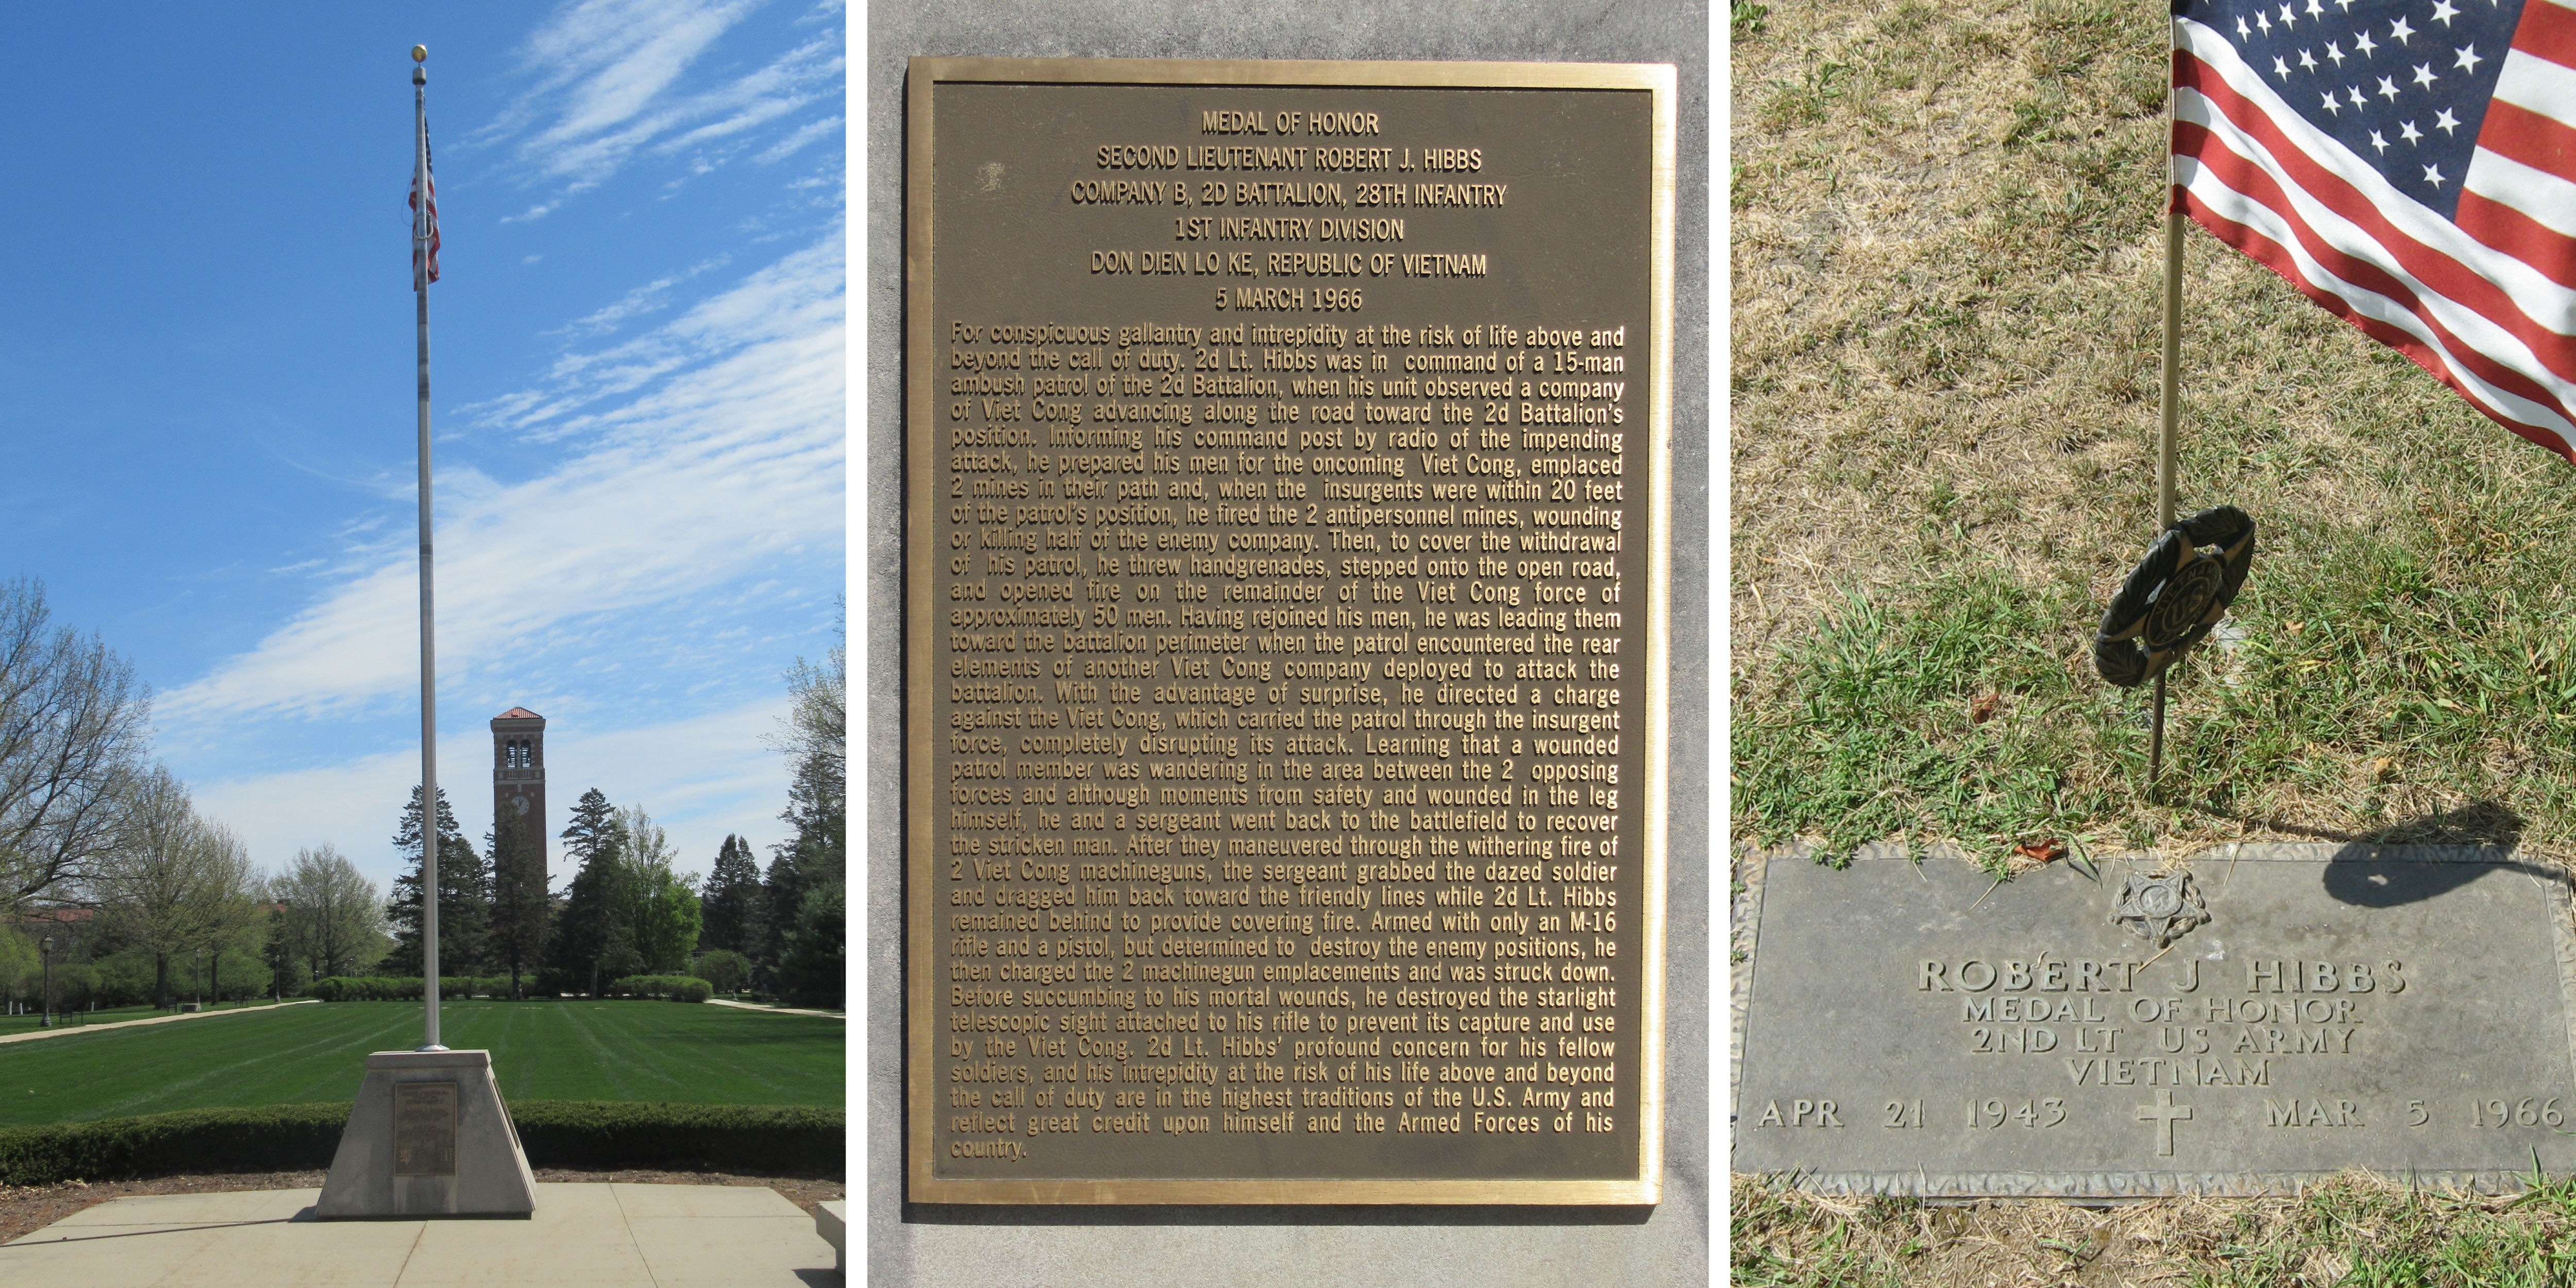 MEDAL OF HONOR
SECOND LIEUTENANT ROBERT J. HIBBS
COMPANY B, 2D BATTALION, 28TH INFANTRY
1ST INFANTRY DIVISION
DON DIEN LO KE, REPUBLIC OF VIETNAM
5 MARCH 1966
For conspicuous gallantry and intrepidity at the risk of life above and
beyond the call of duty. 2d Lt. Hibbs was in command of a 15-man
ambush patrol of the 2d Battalion, when his unit observed a company
of Viet Cong advancing along the road toward the 2d Battalion's
position. Informing his command post by radio of the impending
attack, he prepared his men for the oncoming Viet Cong, emplaced
2 mines in their path and, when the insurgents were within 20 feet
of the patrol's position, he fired the 2 antipersonnel mines, wounding
or killing half of the enemy company. Then, to cover the withdrawal
of his patrol, he threw handgrenades, stepped onto the open road,
and opened fire on the remainder of the Viet Cong force of
approximately 50 men. Having rejoined his men, he was leading them
toward the battalion perimeter when the patrol encountered the rear
elements of another Viet Cong company deployed to attack the
battalion. With the advantage of surprise, he directed a charge
against the Viet Cong, which carried the patrol through the insurgent
force, completely disrupting its attack. Learning that a wounded
patrol member was wandering in the area between the 2 opposing
forces and although moments from safety and wounded in the leg
himself, he and a sergeant went back to the battlefield to recover
the stricken man. After they maneuvered through the withering fire of
2 Viet Cong machineguns, the sergeant grabbed the dazed soldier
and dragged him back toward the friendly lines while 2d Lt. Hibbs
remained behind to provide covering fire. Armed with only an M-16
rifle and a pistol, but determined to destroy the enemy positions, he
then charged the 2 machinegun emplacements and was struck down.
Before succumbing to his mortal wounds, he destroyed the starlight
telescopic sight attached to his rifle to prevent its capture and use
by the Viet Cong. 2d Lt. Hibbs' profound concern for his fellow
soldiers, and his intrepidity at the risk of his life above and beyond
the call of duty are in the highest traditions of the U.S. Army and
reflect great credit upon himself and the Armed Forces of his
country.
VIETNAM
US
ROBERT J HIBBS
MEDAL OF HONOR
2ND LT US ARMY
VIETNAM
APR 21 1943 MAR 5 1966